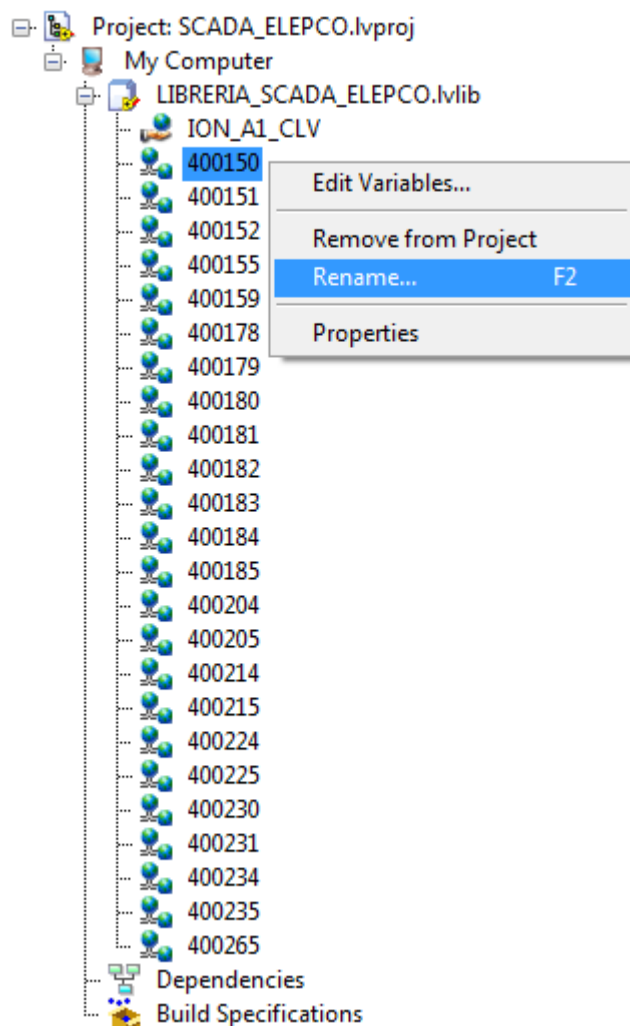 Project: SCADA_ELEPCO.lvproj
My Computer
LIBRERIA_SCADA_ELEPCO.lvlib
ION_A1_CLV
400150
Edit Variables...
400151
400152
Remove from Project
400155
Rename... F2
400159
400178
Properties
400179
400180
400181
400182
400183
400184
400185
400204
400205
400214
400215
400224
400225
400230
400231
400234
400235
400265
Dependencies
Build Specifications